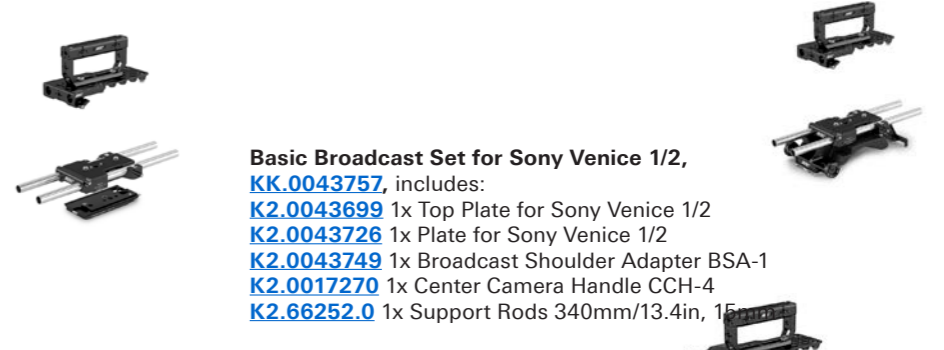 Basic Broadcast Set for Sony Venice 1/2,
KK.0043757, includes:
K2.0043699 1x Top Plate for Sony Venice 1/2
K2.0043726 1x Plate for Sony Venice 1/2
K2.0043749 1x Broadcast Shoulder Adapter BSA-1
K2.0017270 1x Center Camera Handle CCH-4
K2.66252.0 1x Support Rods 340mm/13.4in, 15mm